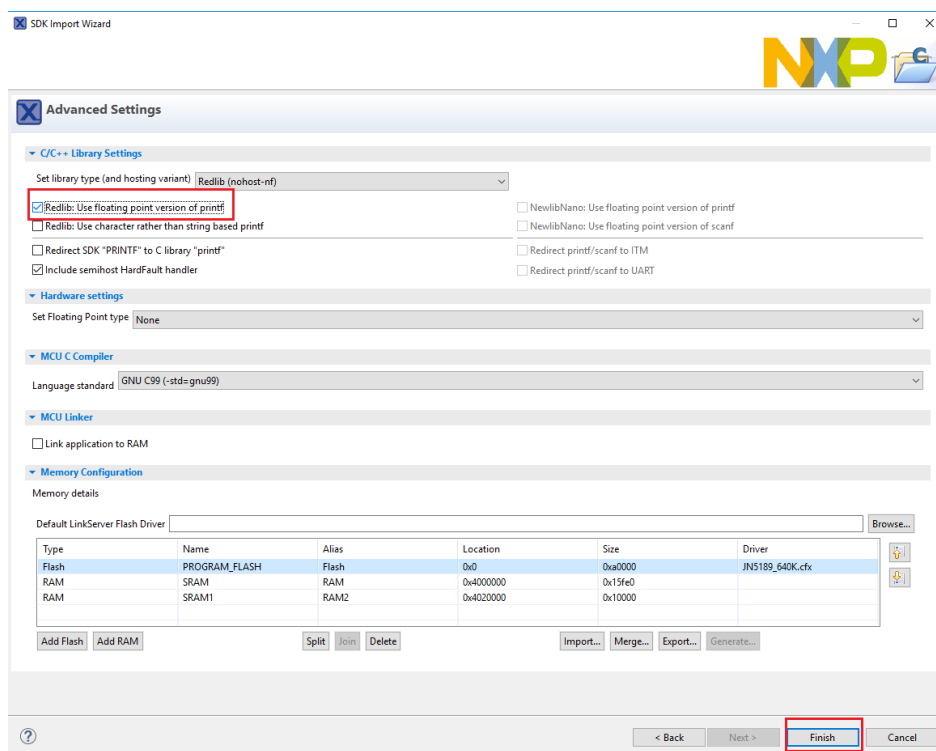 SDK Import Wizard
NXP
Advanced Settings
C/C++ Library Settings
Set library type (and hosting variant) Redlib (nohost-nf)
Redlib: Use floating point version of printf NewlibNano: Use floating point version of printf
Redlib: Use character rather than string based printf NewlibNano: Use floating point version of scanf
Redirect SDK "PRINTF" to C library "printf" Redirect printf/scanf to ITM
Include semihost HardFault handler Redirect printf/scanf to UART
Hardware settings
Set Floating Point type None
MCU C Compiler
Language standard GNU C99 (-std=gnu99)
MCU Linker
Link application to RAM
Memory Configuration
Memory details
Default LinkServer Flash Driver Browse...
Type Name Alias Location Size Driver
Flash PROGRAM_FLASH Flash 0x0 0xa0000 JN5189_640K.cfx
RAM SRAM RAM 0x4000000 0x15fe0
RAM SRAM1 RAM2 0x4020000 0x10000
Add Flash Add RAM Split Join Delete Import... Merge... Export... Generate...
? < Back Next > Finish Cancel